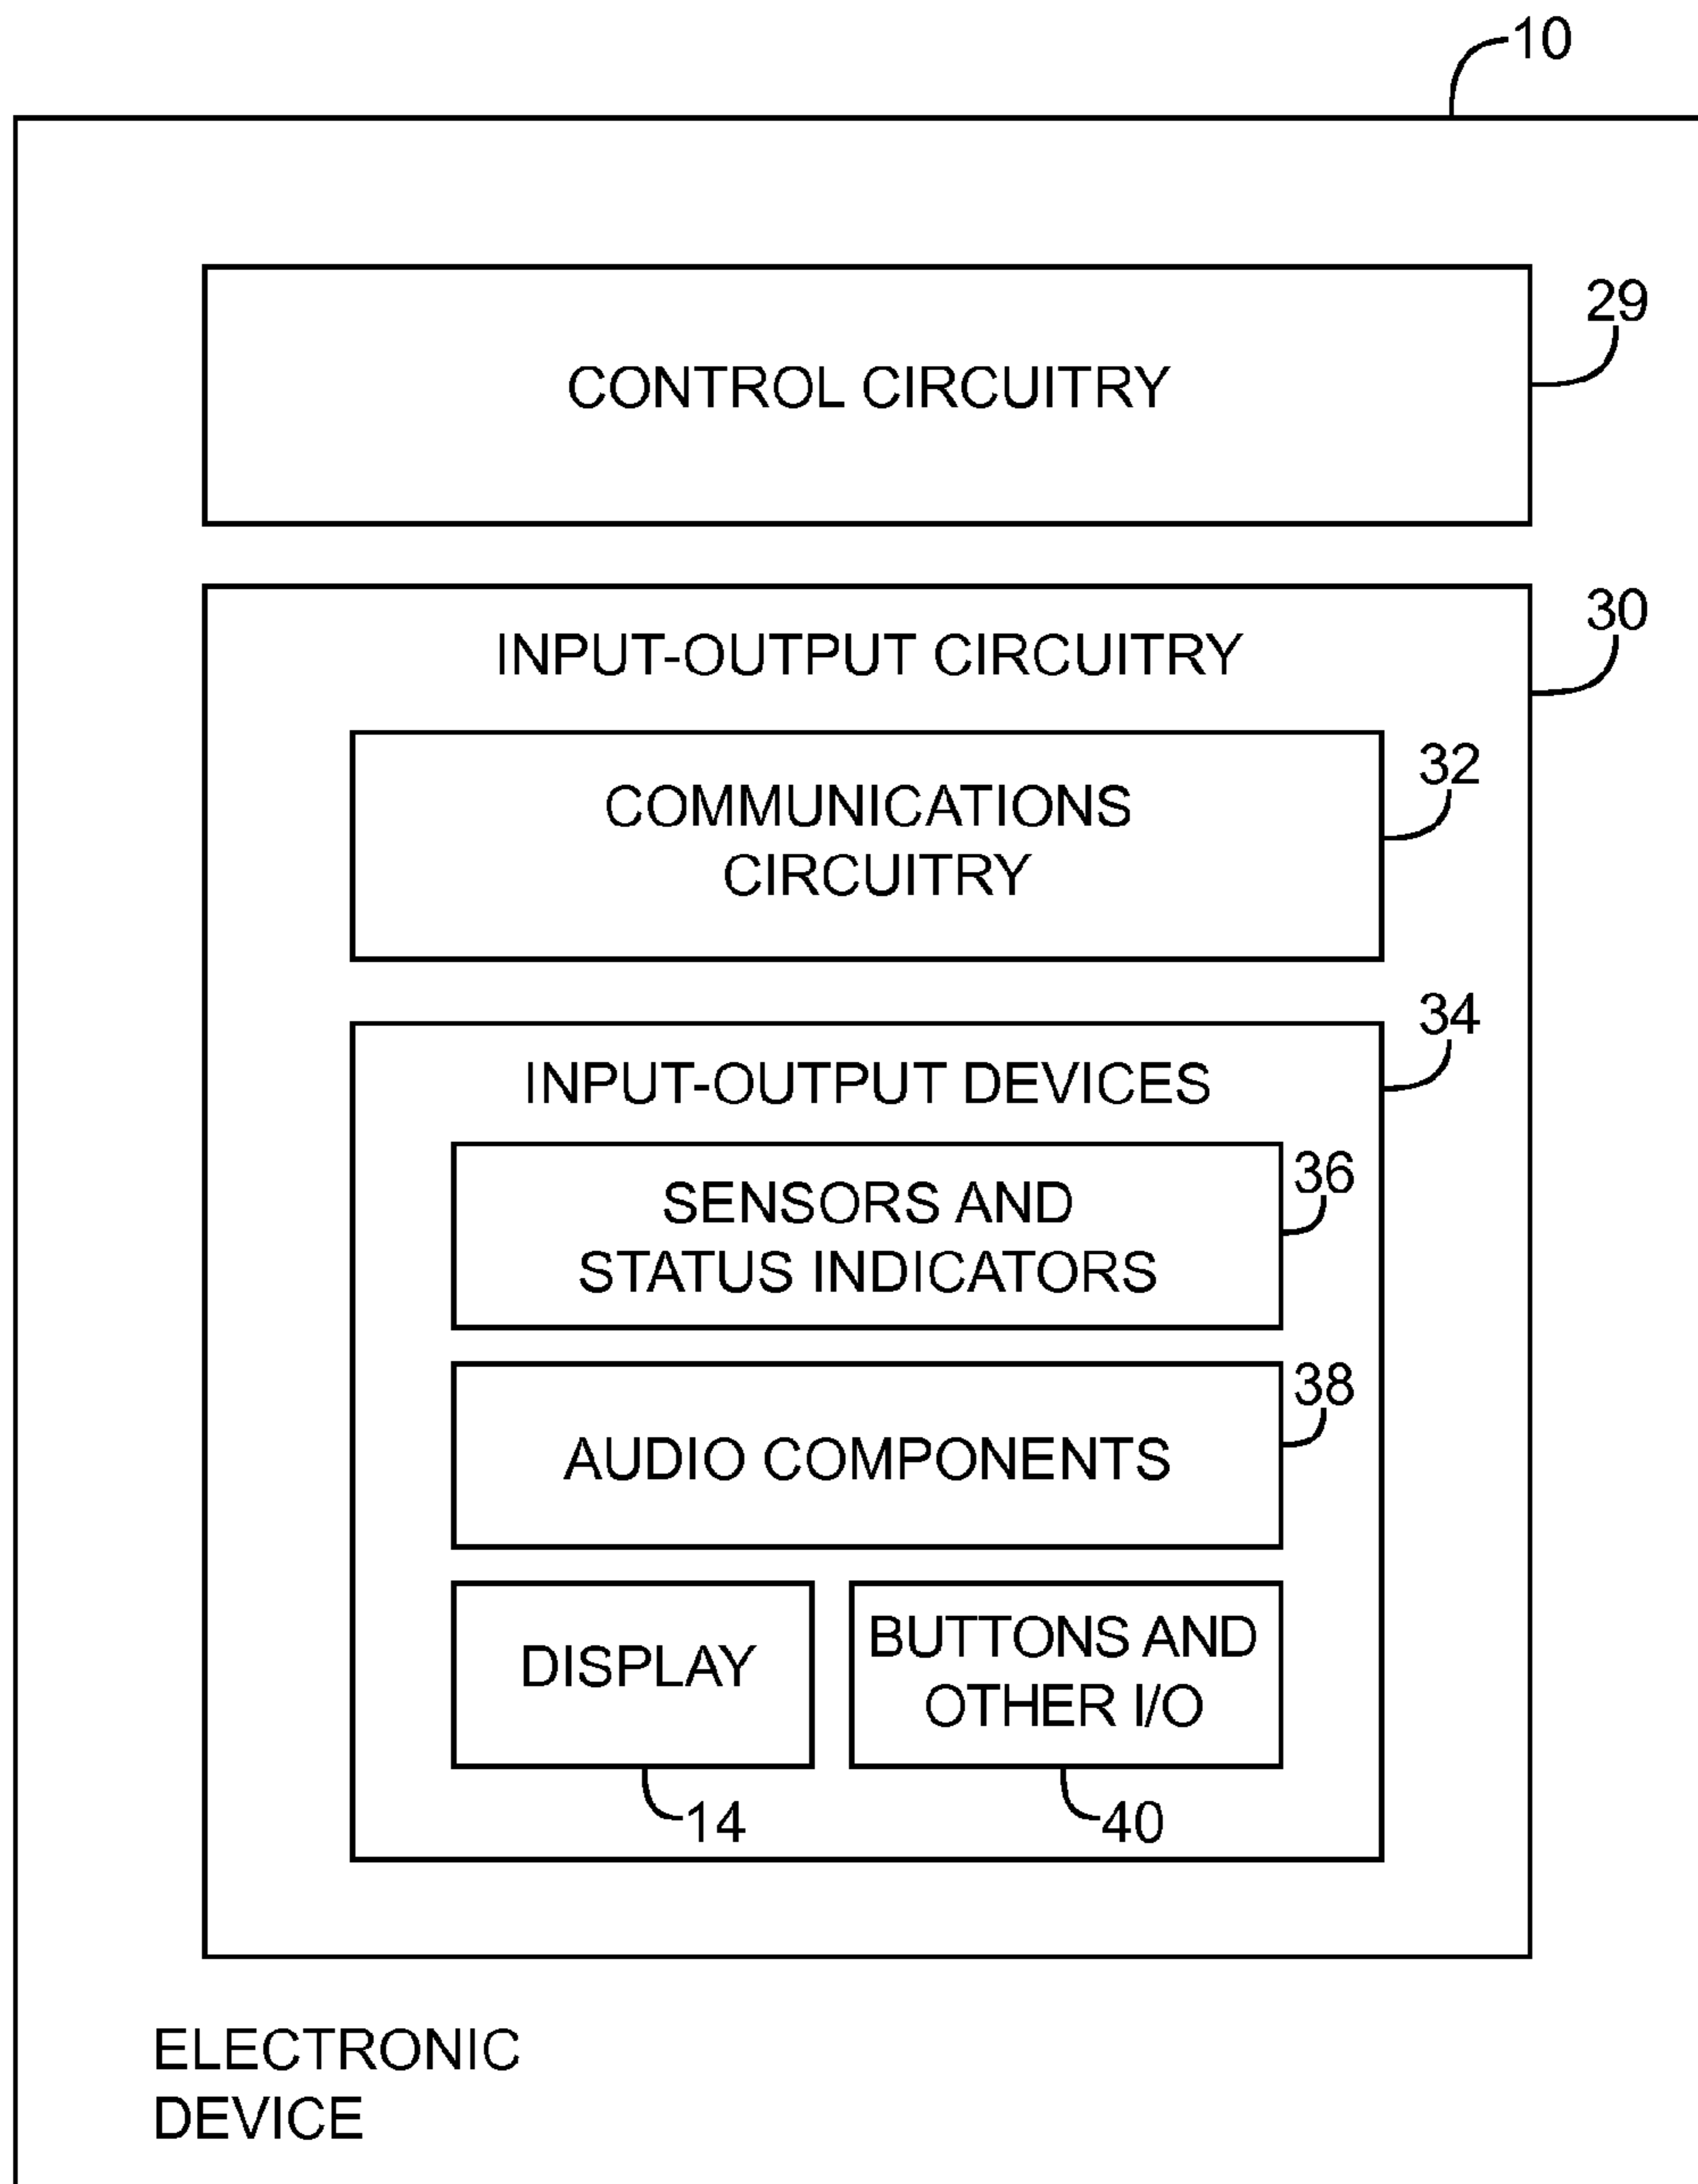 10
CONTROL CIRCUITRY
29
INPUT-OUTPUT CIRCUITRY
30
COMMUNICATIONS
CIRCUITRY
32
INPUT-OUTPUT DEVICES
34
SENSORS AND
STATUS INDICATORS
36
AUDIO COMPONENTS
38
DISPLAY
14
BUTTONS AND
OTHER I/O
40
ELECTRONIC
DEVICE